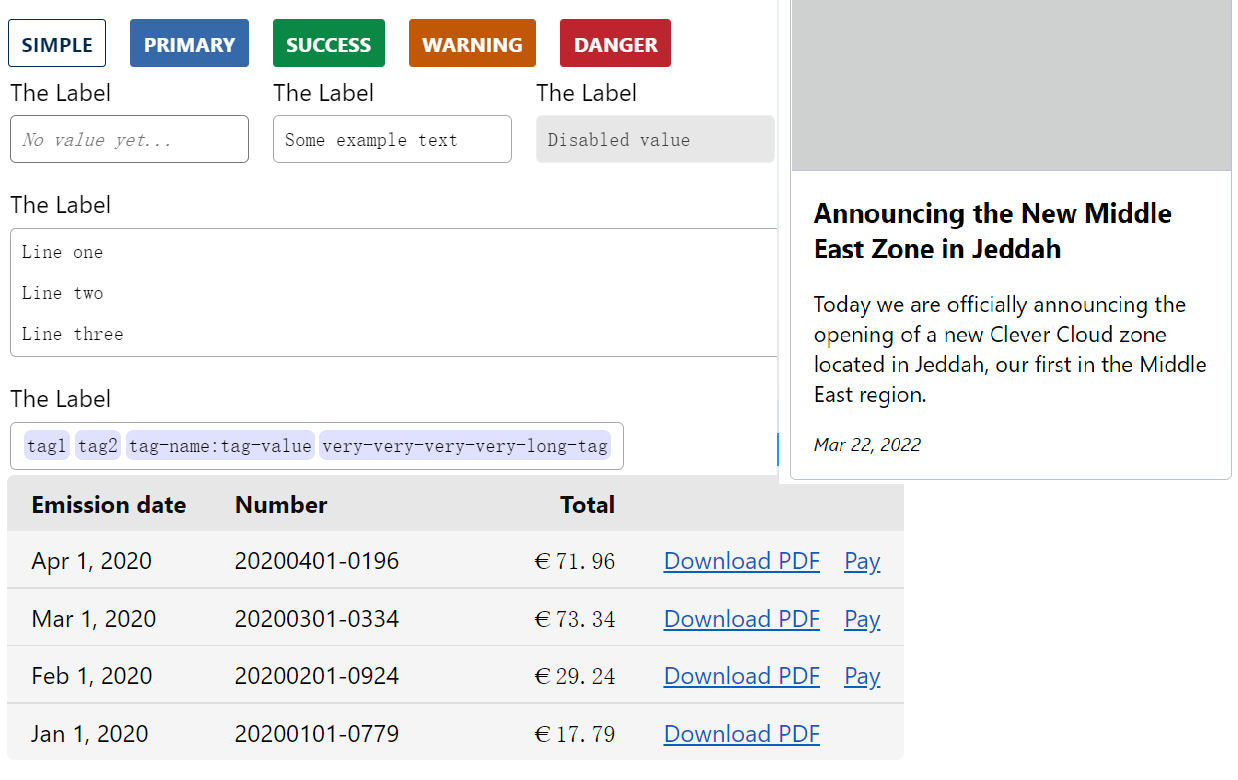 SIMPLE PRIMARY SUCCESS WARNING DANGER
The Label The Label The Label
No value yet... Some example text Disabled value
The Label
Line one
Line two
Line three
The Label
tag1 tag2 tag-name:tag-value very-very-very-very-long-tag
Announcing the New Middle
East Zone in Jeddah
Today we are officially announcing the
opening of a new Clever Cloud zone
located in Jeddah, our first in the Middle
East region.
Mar 22, 2022
Emission date Number Total
Apr 1, 2020 20200401-0196 € 71.96 Download PDF Pay
Mar 1, 2020 20200301-0334 € 73.34 Download PDF Pay
Feb 1, 2020 20200201-0924 € 29.24 Download PDF Pay
Jan 1, 2020 20200101-0779 € 17.79 Download PDF